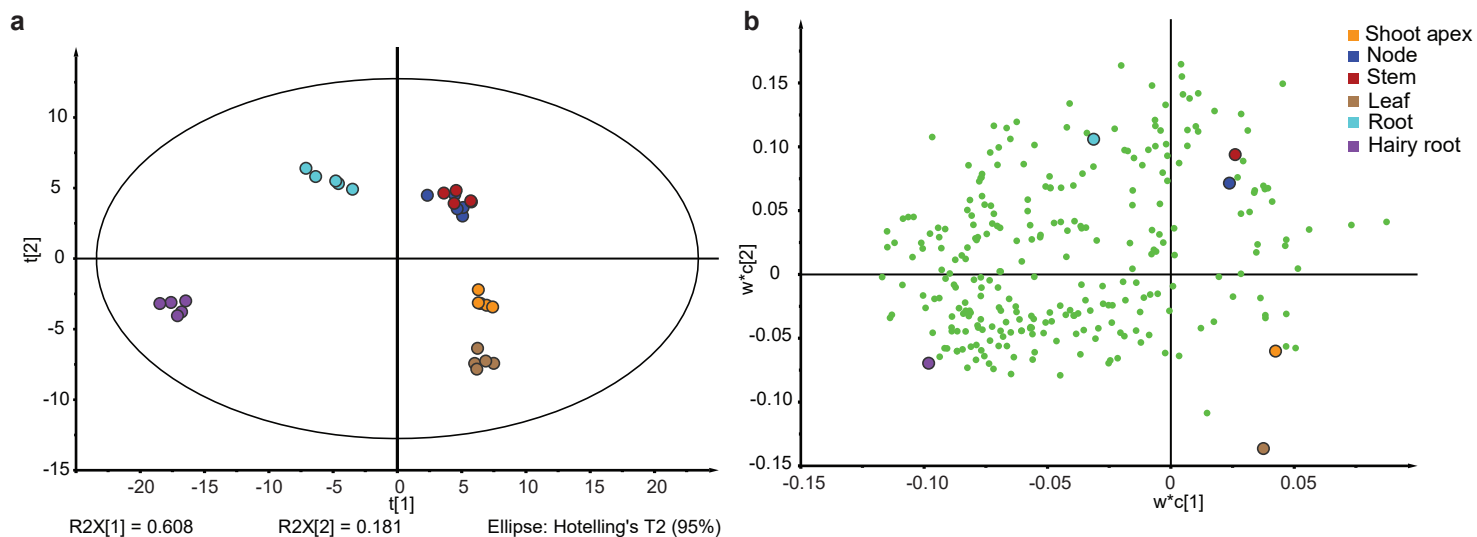 a
10
5
0
-5
-10
-15
t[2]
-20
-15
-10
-5
0
5
10
15
20
t[1]
R2X[1] = 0.608
R2X[2] = 0.181
Ellipse: Hotelling's T2 (95%)
b
0.15
0.10
0.05
0
-0.05
-0.10
-0.15
w*c[2]
-0.15
-0.10
-0.05
0
0.05
w*c[1]
Shoot apex
Node
Stem
Leaf
Root
Hairy root